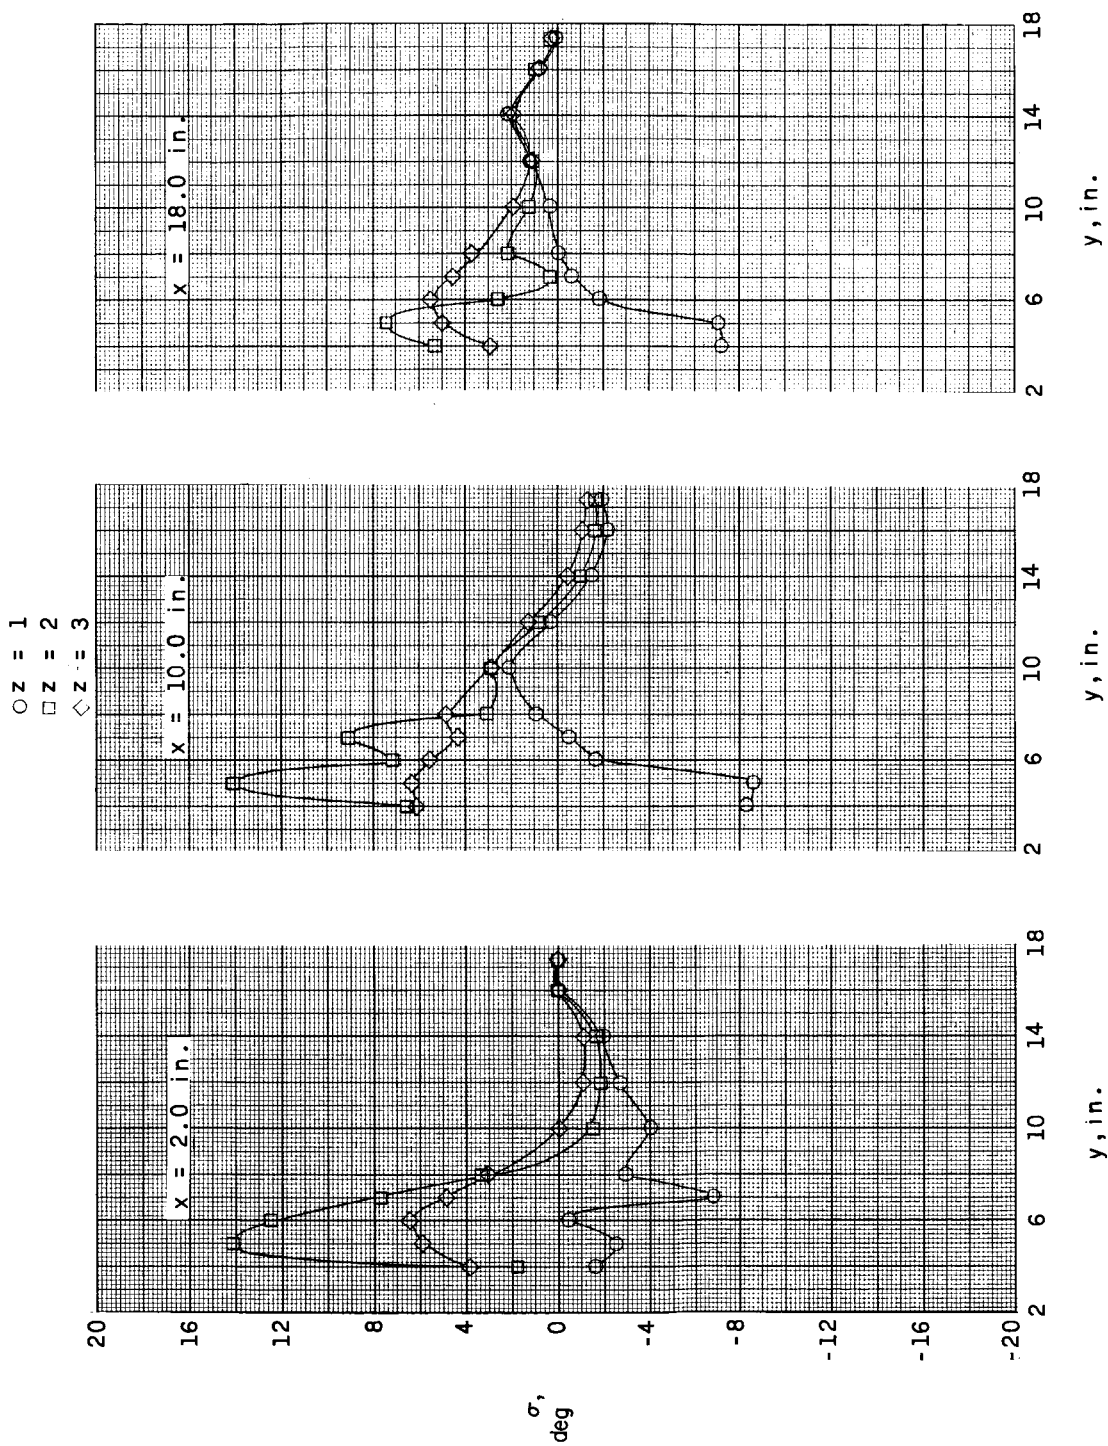 ○ z = 1
□ z = 2
◇ z = 3
x = 2.0 in.
x = 10.0 in.
x = 18.0 in.
σ,
deg
20
16
12
8
4
0
-4
-8
-12
-16
-20
2 6 10 14 18
y, in.
2 6 10 14 18
y, in.
2 6 10 14 18
y, in.